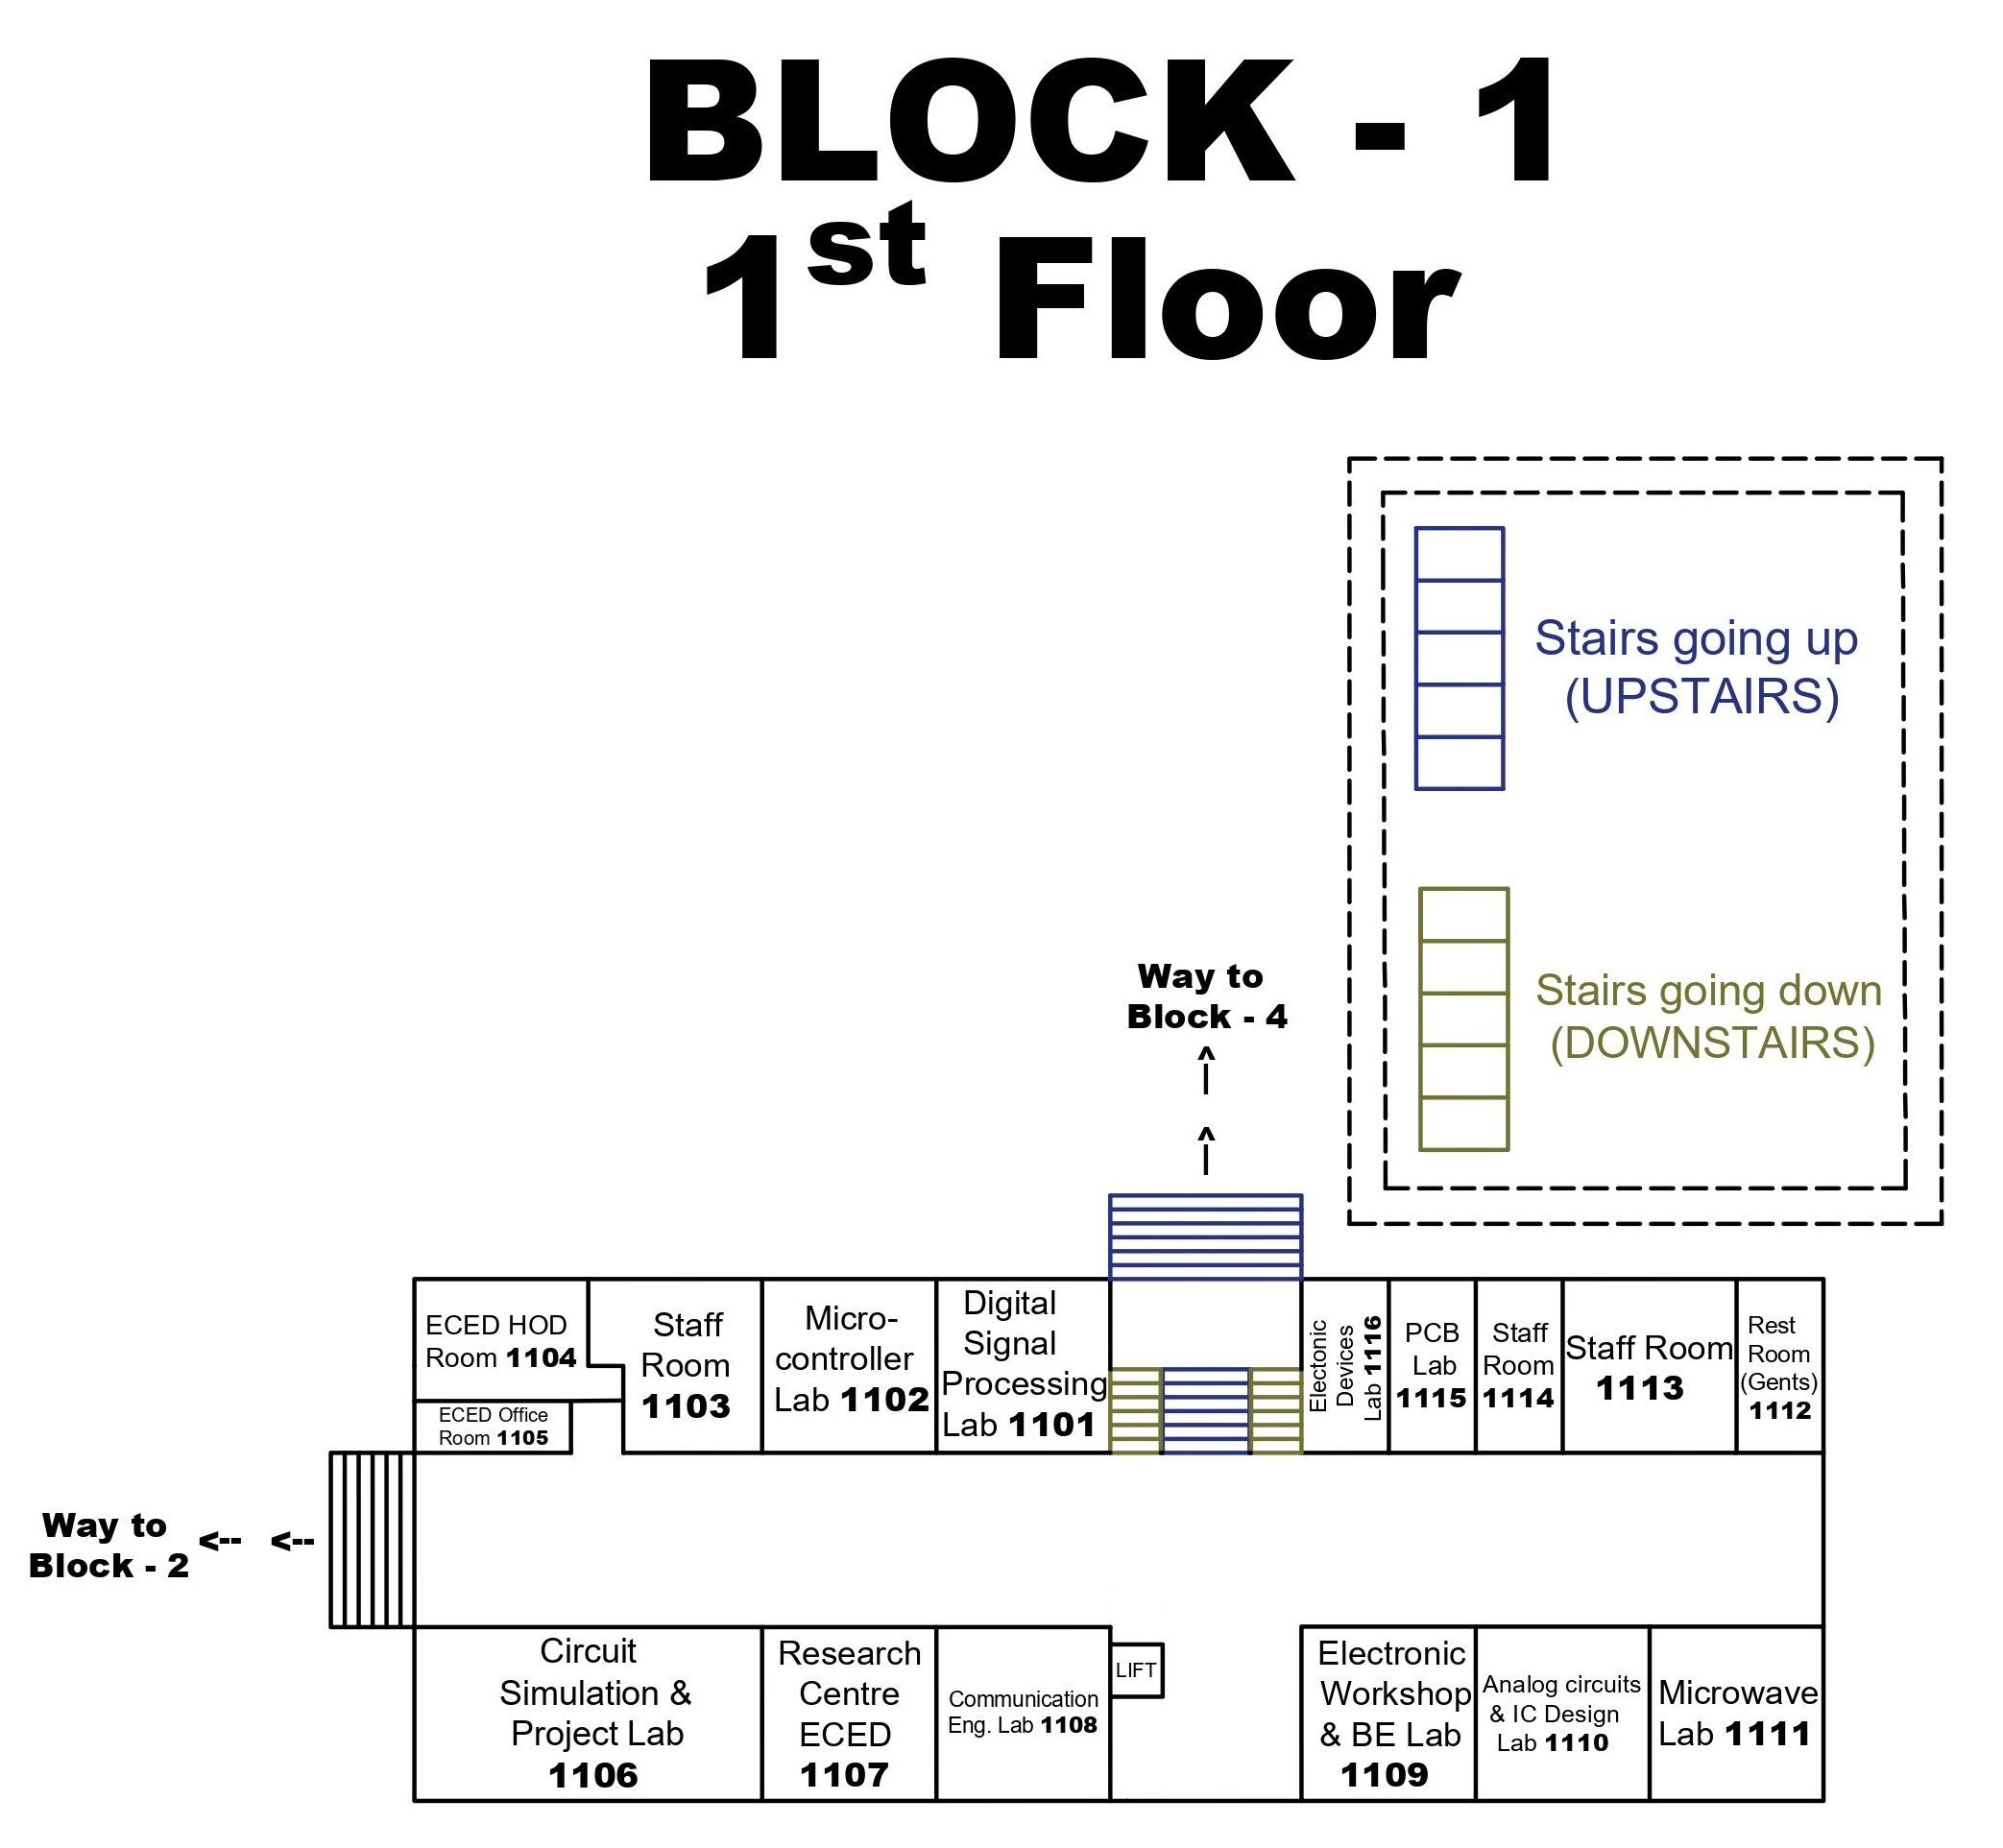 BLOCK - 1
1st Floor
Stairs going up
(UPSTAIRS)
Stairs going down
(DOWNSTAIRS)
Way to
Block - 4
^
^
ECED HOD
Room 1104
ECED Office
Room 1105
Staff
Room
1103
Micro-
controller
Lab 1102
Digital
Signal
Processing
Lab 1101
Electonic
Devices
Lab 1116
PCB
Lab
1115
Staff
Room
1114
Staff Room
1113
Rest
Room
(Gents)
1112
Way to
Block - 2
<-- <--
Circuit
Simulation &
Project Lab
1106
Research
Centre
ECED
1107
Communication
Eng. Lab 1108
LIFT
Electronic
Workshop
& BE Lab
1109
Analog circuits
& IC Design
Lab 1110
Microwave
Lab 1111